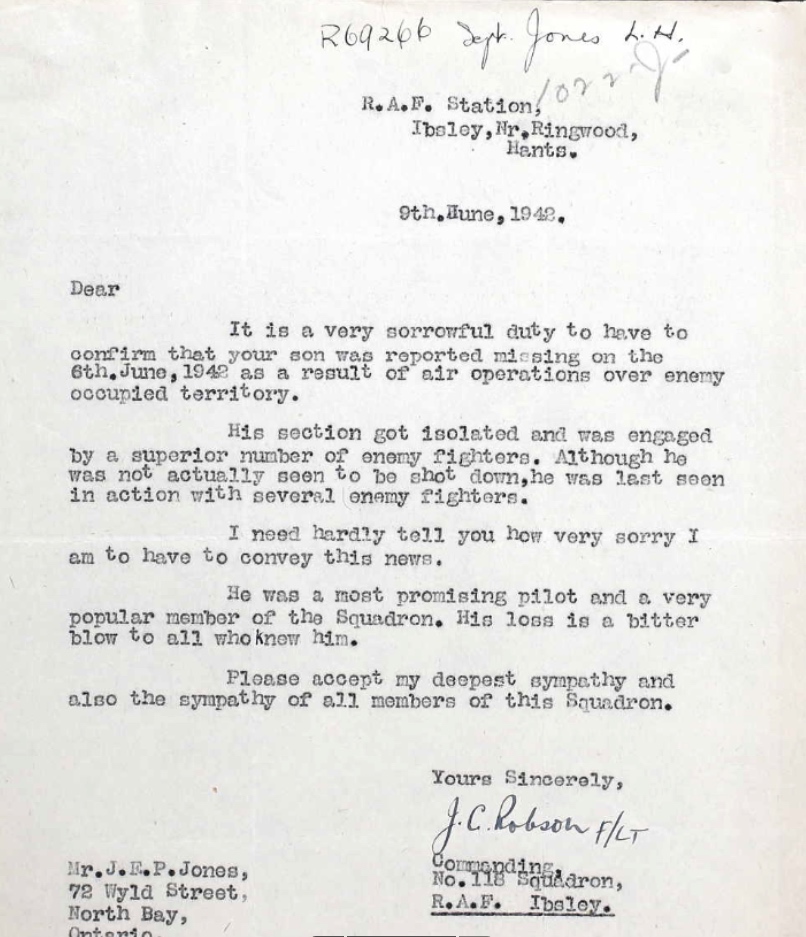 R69266 Sept. Jones L.H.
1022-J-
R.A.F. Station,
Ibsley,Nr.Ringwood,
Hants.
9th.June,1942.
Dear
It is a very sorrowful duty to have to
confirm that your son was reported missing on the
6th.June,1942 as a result of air operations over enemy
occupied territory.
His section got isolated and was engaged
by a superior number of enemy fighters. Although he
was not actually seen to be shot down,he was last seen
in action with several enemy fighters.
I need hardly tell you how very sorry I
am to have to convey this news.
He was a most promising pilot and a very
popular member of the Squadron. His loss is a bitter
blow to all who knew him.
Please accept my deepest sympathy and
also the sympathy of all members of this Squadron.
Yours Sincerely,
J.C. Robson F/LT
Commanding,
No.118 Squadron,
R.A.F. Ibsley.
Mr.J.E.P.Jones,
72 Wyld Street,
North Bay,
Ontario.